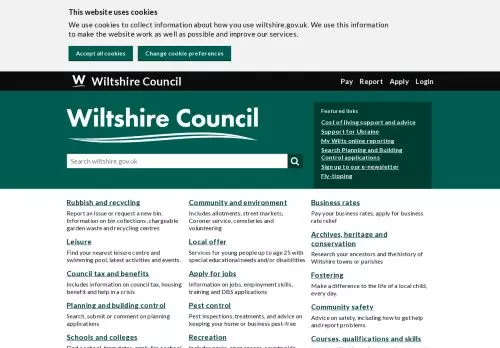 This website uses cookies
We use cookies to collect information about how you use wiltshire.gov.uk. We use this information
to make the website work as well as possible and improve our services.
Accept all cookies
Change cookie preferences
Wiltshire Council
Pay Report Apply Login
Wiltshire Council
Search wiltshire.gov.uk
Featured links
Cost of living support and advice
Support for Ukraine
My Wilts online reporting
Search Planning and Building
Control applications
Sign up to our e-newsletter
Fly-tipping
Rubbish and recycling
Report an issue or request a new bin.
Information on bin collections, chargeable
garden waste and recycling centres
Leisure
Find your nearest leisure centre and
swimming pool, latest activities and events.
Council tax and benefits
Includes information on council tax, housing
benefit and help in a crisis
Planning and building control
Search, submit or comment on planning
applications
Schools and colleges
Community and environment
Includes allotments, street markets,
Coroner service, cemeteries and
volunteering
Local offer
Services for young people up to age 25 with
special educational needs and/or disabilities
Apply for jobs
Information on jobs, employment skills,
training and DBS applications
Pest control
Pest inspections, treatments, and advice on
keeping your home or business pest-free
Recreation
Business rates
Pay your business rates, apply for business
rate relief
Archives, heritage and
conservation
Research your ancestors and the history of
Wiltshire towns or parishes
Fostering
Make a difference to the life of a local child,
every day.
Community safety
Advice on safety, including how to get help
and report problems
Courses, qualifications and skills